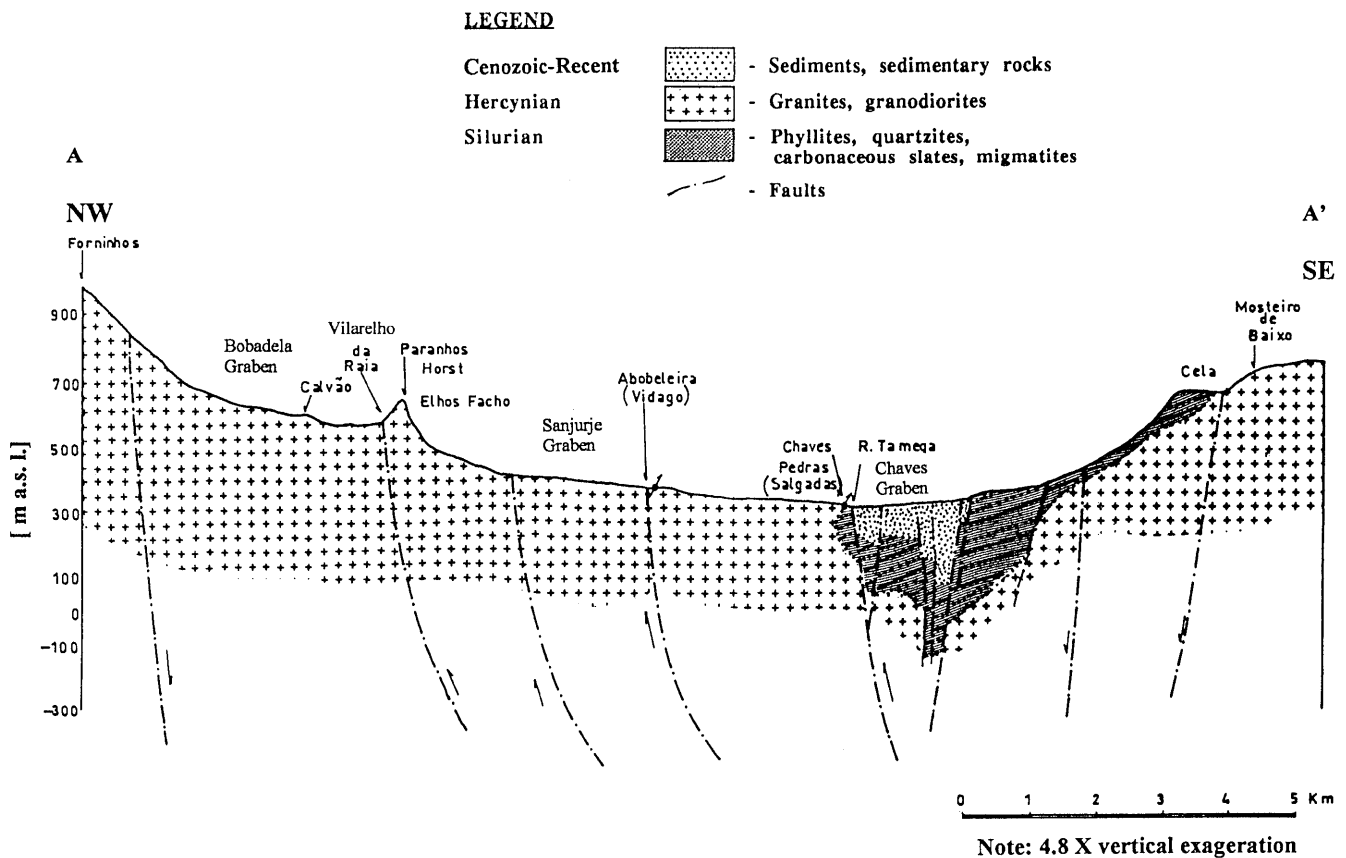 LEGEND
Cenozoic-Recent - Sediments, sedimentary rocks
Hercynian - Granites, granodiorites
Silurian - Phyllites, quartzites,
carbonaceous slates, migmatites
- Faults
A
NW
A'
SE
Forninhos
Bobadela
Graben
Calvão
Vilarelho
da
Raia
Paranhos
Horst
Elhos Facho
Sanjurje
Graben
Abobeleira
(Vidago)
Chaves
Pedras
(Salgadas)
R. Tamega
Chaves
Graben
Cela
Mosteiro
de
Baixo
[m a.s. l.]
900
700
500
300
100
0
-100
-300
0 1 2 3 4 5 Km
Note: 4.8 X vertical exageration